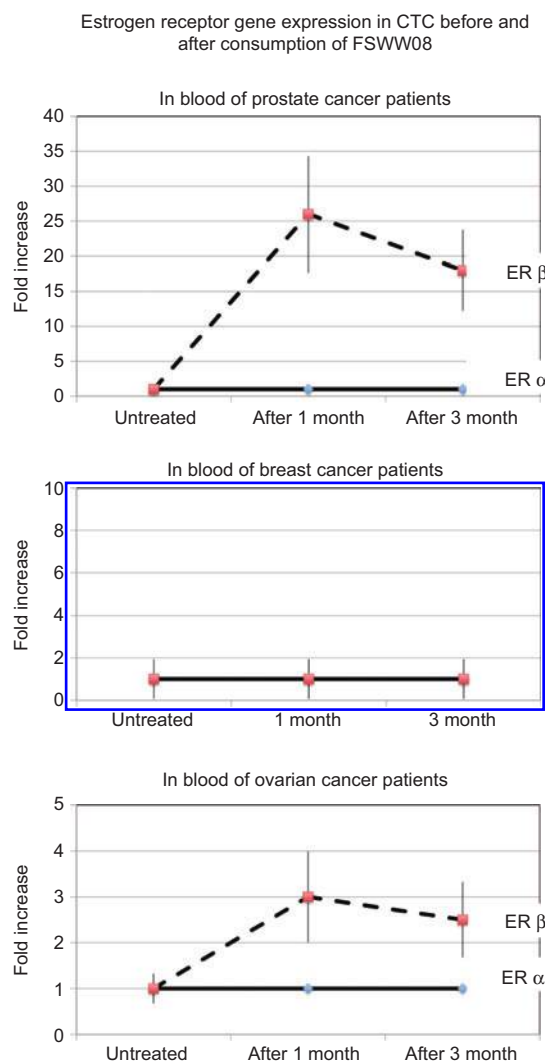 Estrogen receptor gene expression in CTC before and
after consumption of FSWW08
In blood of prostate cancer patients
Fold increase
40
35
30
25
20
15
10
5
0
ER β
ER α
Untreated After 1 month After 3 month
In blood of breast cancer patients
Fold increase
10
8
6
4
2
0
Untreated 1 month 3 month
In blood of ovarian cancer patients
Fold increase
5
4
3
2
1
0
ER β
ER α
Untreated After 1 month After 3 month